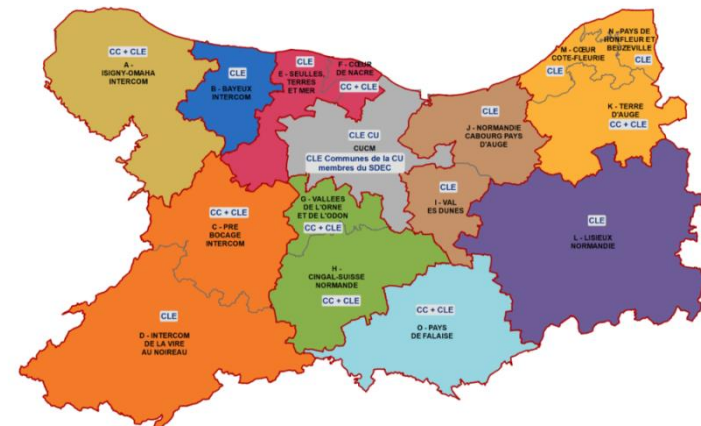 CC + CLE
A -
ISIGNY-OMAHA
INTERCOM
CLE
B - BAYEUX
INTERCOM
CLE
E - SEULLES,
TERRES
ET MER
F - CŒUR
DE NACRE
CC + CLE
CLE CU
CUCM
CLE Communes de la CU
membres du SDEC
CLE
J - NORMANDIE
CABOURG PAYS
D'AUGE
M - CŒUR
COTE-FLEURIE
CLE
N - PAYS DE
HONFLEUR ET
BEUZEVILLE
CLE
K - TERRE
D'AUGE
CC + CLE
CC + CLE
C - PRE
BOCAGE
INTERCOM
G - VALLEES
DE L'ORNE
ET DE L'ODON
CC + CLE
CLE
I - VAL
ES DUNES
CLE
L - LISIEUX
NORMANDIE
H -
CINGAL-SUISSE
NORMANDE
CC + CLE
CLE
D - INTERCOM
DE LA VIRE
AU NOIREAU
CC + CLE
O - PAYS
DE FALAISE